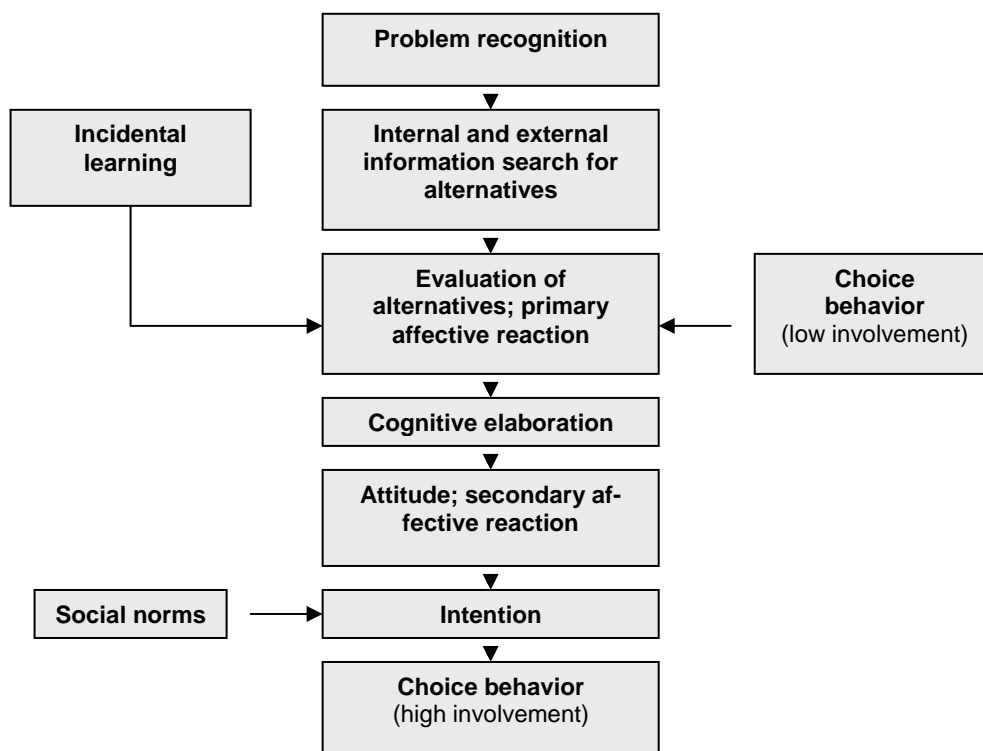 Problem recognition
Incidental
learning
Internal and external
information search for
alternatives
Evaluation of
alternatives; primary
affective reaction
Choice
behavior
(low involvement)
Cognitive elaboration
Attitude; secondary af-
fective reaction
Social norms
Intention
Choice behavior
(high involvement)